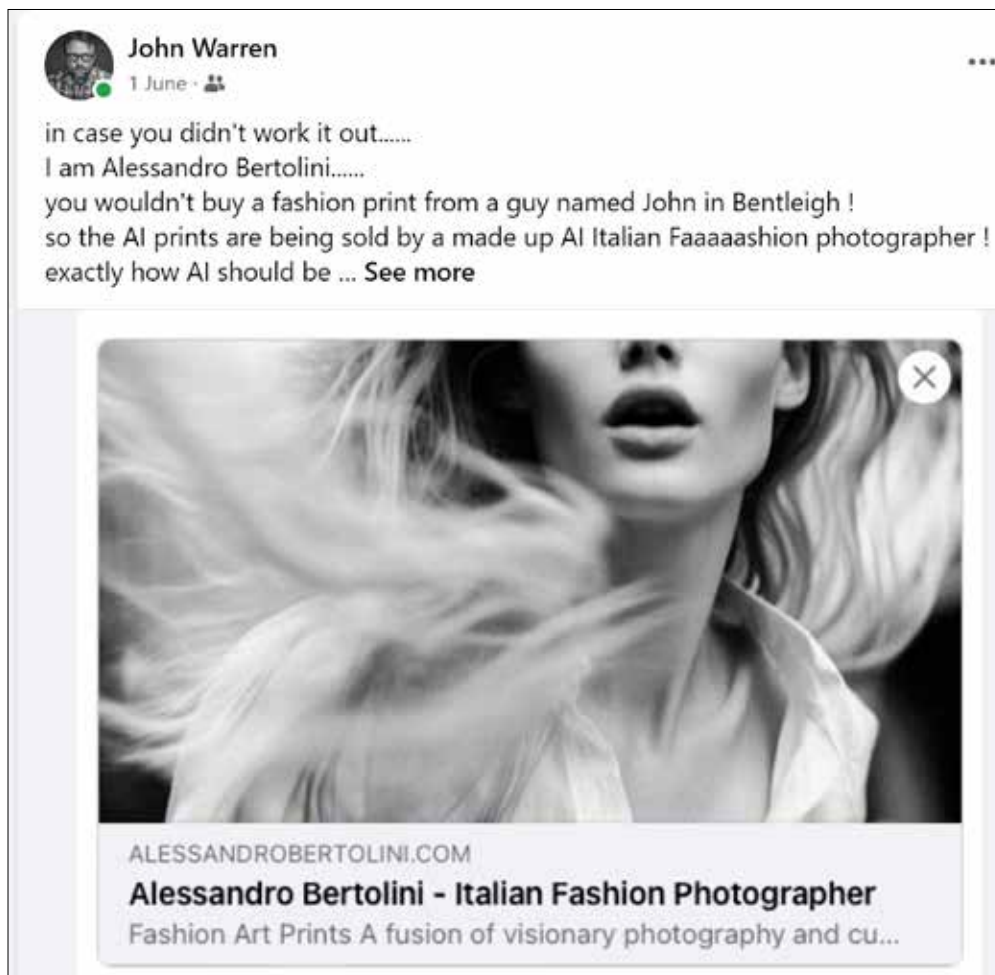 John Warren
1 June ·
in case you didn't work it out......
I am Alessandro Bertolini......
you wouldn't buy a fashion print from a guy named John in Bentleigh !
so the AI prints are being sold by a made up AI Italian Faaaaashion photographer !
exactly how AI should be ... See more
ALESSANDROBERTOLINI.COM
Alessandro Bertolini - Italian Fashion Photographer
Fashion Art Prints A fusion of visionary photography and cu...